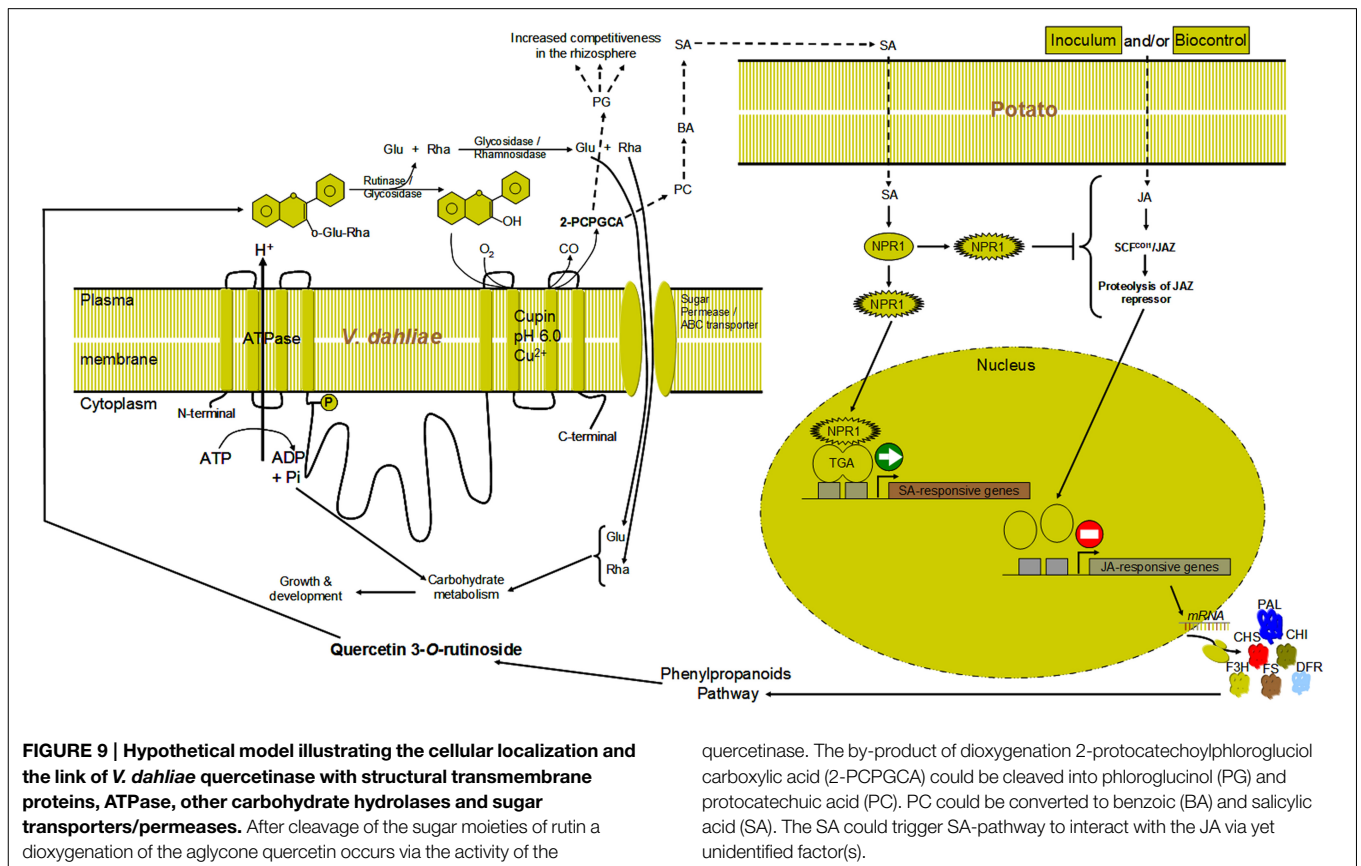 Increased competitiveness
in the rhizosphere
SA
SA
Inoculum and/or Biocontrol
PG
BA
Potato
Glu + Rha
Glycosidase /
Rhamnosidase
Glu + Rha
Rutinase /
Glycosidase
PC
SA
JA
o-Glu-Rha
OH
2-PCPGCA
H+
O2
CO
NPR1
NPR1
SCFcoil/JAZ
Proteolysis of JAZ
repressor
NPR1
Plasma
membrane
Cytoplasm
ATPase
V. dahliae
Cupin
pH 6.0
Cu2+
Sugar
Permease /
ABC transporter
Nucleus
N-terminal
P
C-terminal
ATP
ADP
+ Pi
NPR1
TGA
SA-responsive genes
Glu
Rha
JA-responsive genes
Growth &
development
Carbohydrate
metabolism
mRNA
PAL
CHS
CHI
F3H
FS
DFR
Quercetin 3-O-rutinoside
Phenylpropanoids
Pathway
FIGURE 9 | Hypothetical model illustrating the cellular localization and
the link of V. dahliae quercetinase with structural transmembrane
proteins, ATPase, other carbohydrate hydrolases and sugar
transporters/permeases. After cleavage of the sugar moieties of rutin a
dioxygenation of the aglycone quercetin occurs via the activity of the
quercetinase. The by-product of dioxygenation 2-protocatechoylphlorogluciol
carboxylic acid (2-PCPGCA) could be cleaved into phloroglucinol (PG) and
protocatechuic acid (PC). PC could be converted to benzoic (BA) and salicylic
acid (SA). The SA could trigger SA-pathway to interact with the JA via yet
unidentified factor(s).